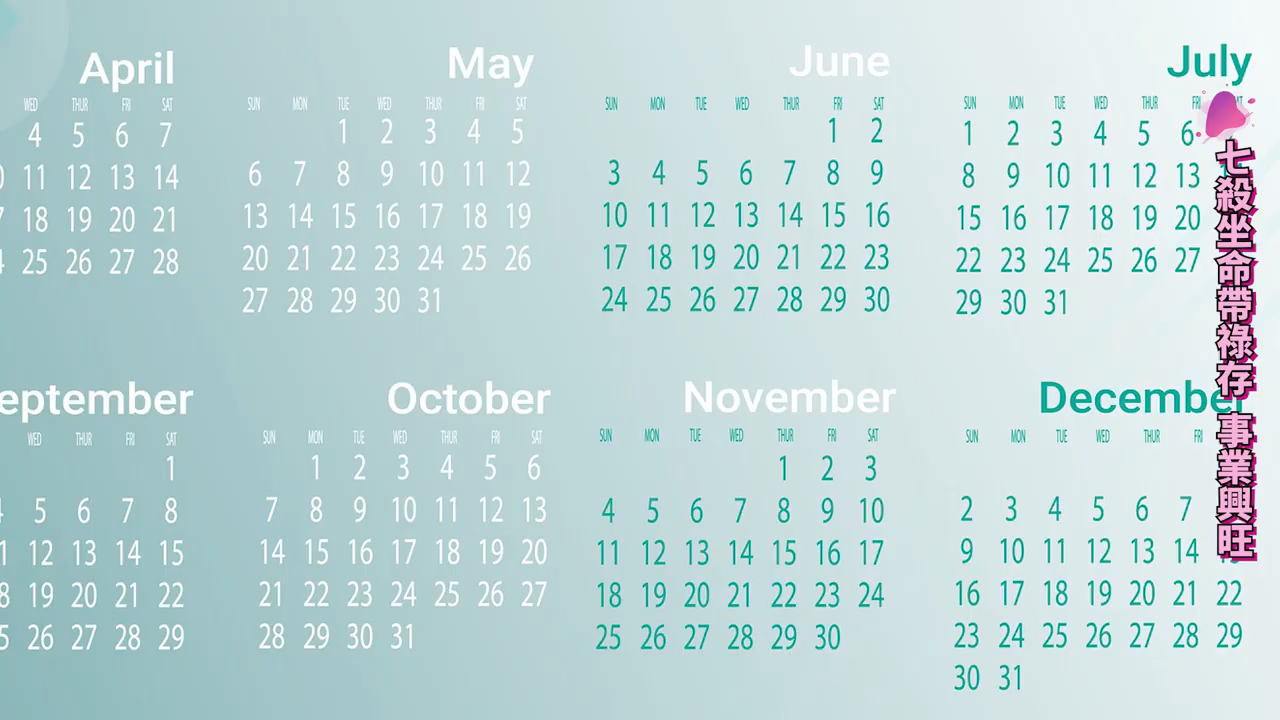 April
WED THUR FRI SAT
4 5 6 7
11 12 13 14
18 19 20 21
25 26 27 28
May
SUN MON TUE WED THUR FRI SAT
1 2 3 4 5
6 7 8 9 10 11 12
13 14 15 16 17 18 19
20 21 22 23 24 25 26
27 28 29 30 31
June
SUN MON TUE WED THUR FRI SAT
1 2
3 4 5 6 7 8 9
10 11 12 13 14 15 16
17 18 19 20 21 22 23
24 25 26 27 28 29 30
July
SUN MON TUE WED THUR
1 2 3 4 5 6
8 9 10 11 12 13
15 16 17 18 19 20
22 23 24 25 26 27
29 30 31
eptember
WED THUR FRI SAT
1
5 6 7 8
12 13 14 15
19 20 21 22
26 27 28 29
October
SUN MON TUE WED THUR FRI SAT
1 2 3 4 5 6
7 8 9 10 11 12 13
14 15 16 17 18 19 20
21 22 23 24 25 26 27
28 29 30 31
November
SUN MON TUE WED THUR FRI SAT
1 2 3
4 5 6 7 8 9 10
11 12 13 14 15 16 17
18 19 20 21 22 23 24
25 26 27 28 29 30
December
SUN MON TUE WED THUR FRI
2 3 4 5 6 7
9 10 11 12 13 14
16 17 18 19 20 21 22
23 24 25 26 27 28 29
30 31
七殺坐命帶祿存 事業興旺